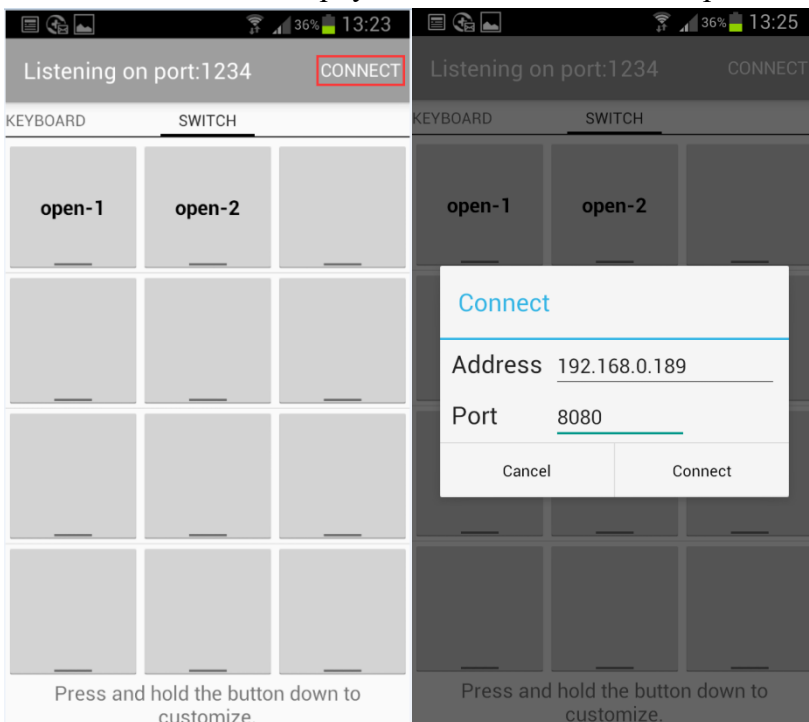 36% 13:23
Listening on port:1234 CONNECT
KEYBOARD SWITCH
open-1 open-2
Press and hold the button down to
customize.
36% 13:25
Listening on port:1234 CONNECT
KEYBOARD SWITCH
open-1 open-2
Connect
Address 192.168.0.189
Port 8080
Cancel Connect
Press and hold the button down to
customize.